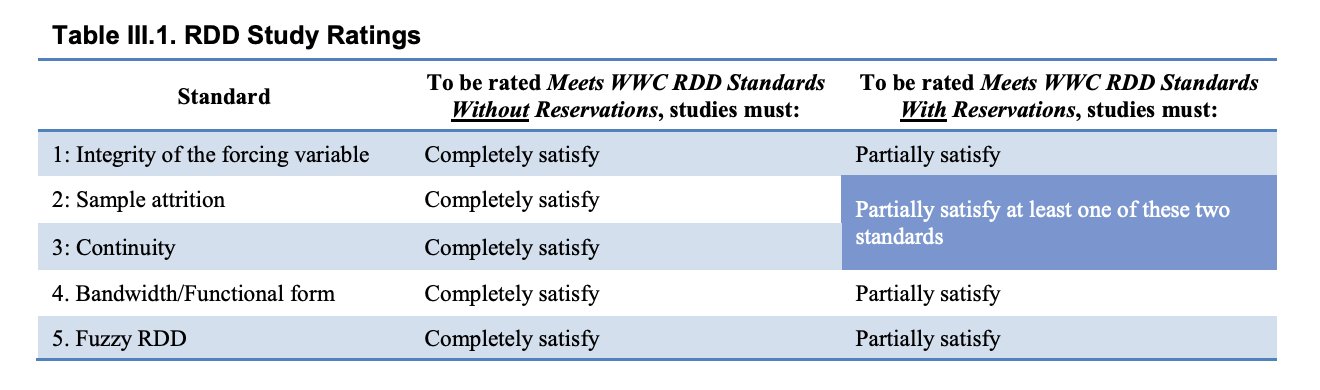 Table III.1. RDD Study Ratings
Standard
To be rated Meets WWC RDD Standards
Without Reservations, studies must:
To be rated Meets WWC RDD Standards
With Reservations, studies must:
1: Integrity of the forcing variable
Completely satisfy
Partially satisfy
2: Sample attrition
Completely satisfy
Partially satisfy at least one of these two
standards
3: Continuity
Completely satisfy
4. Bandwidth/Functional form
Completely satisfy
Partially satisfy
5. Fuzzy RDD
Completely satisfy
Partially satisfy